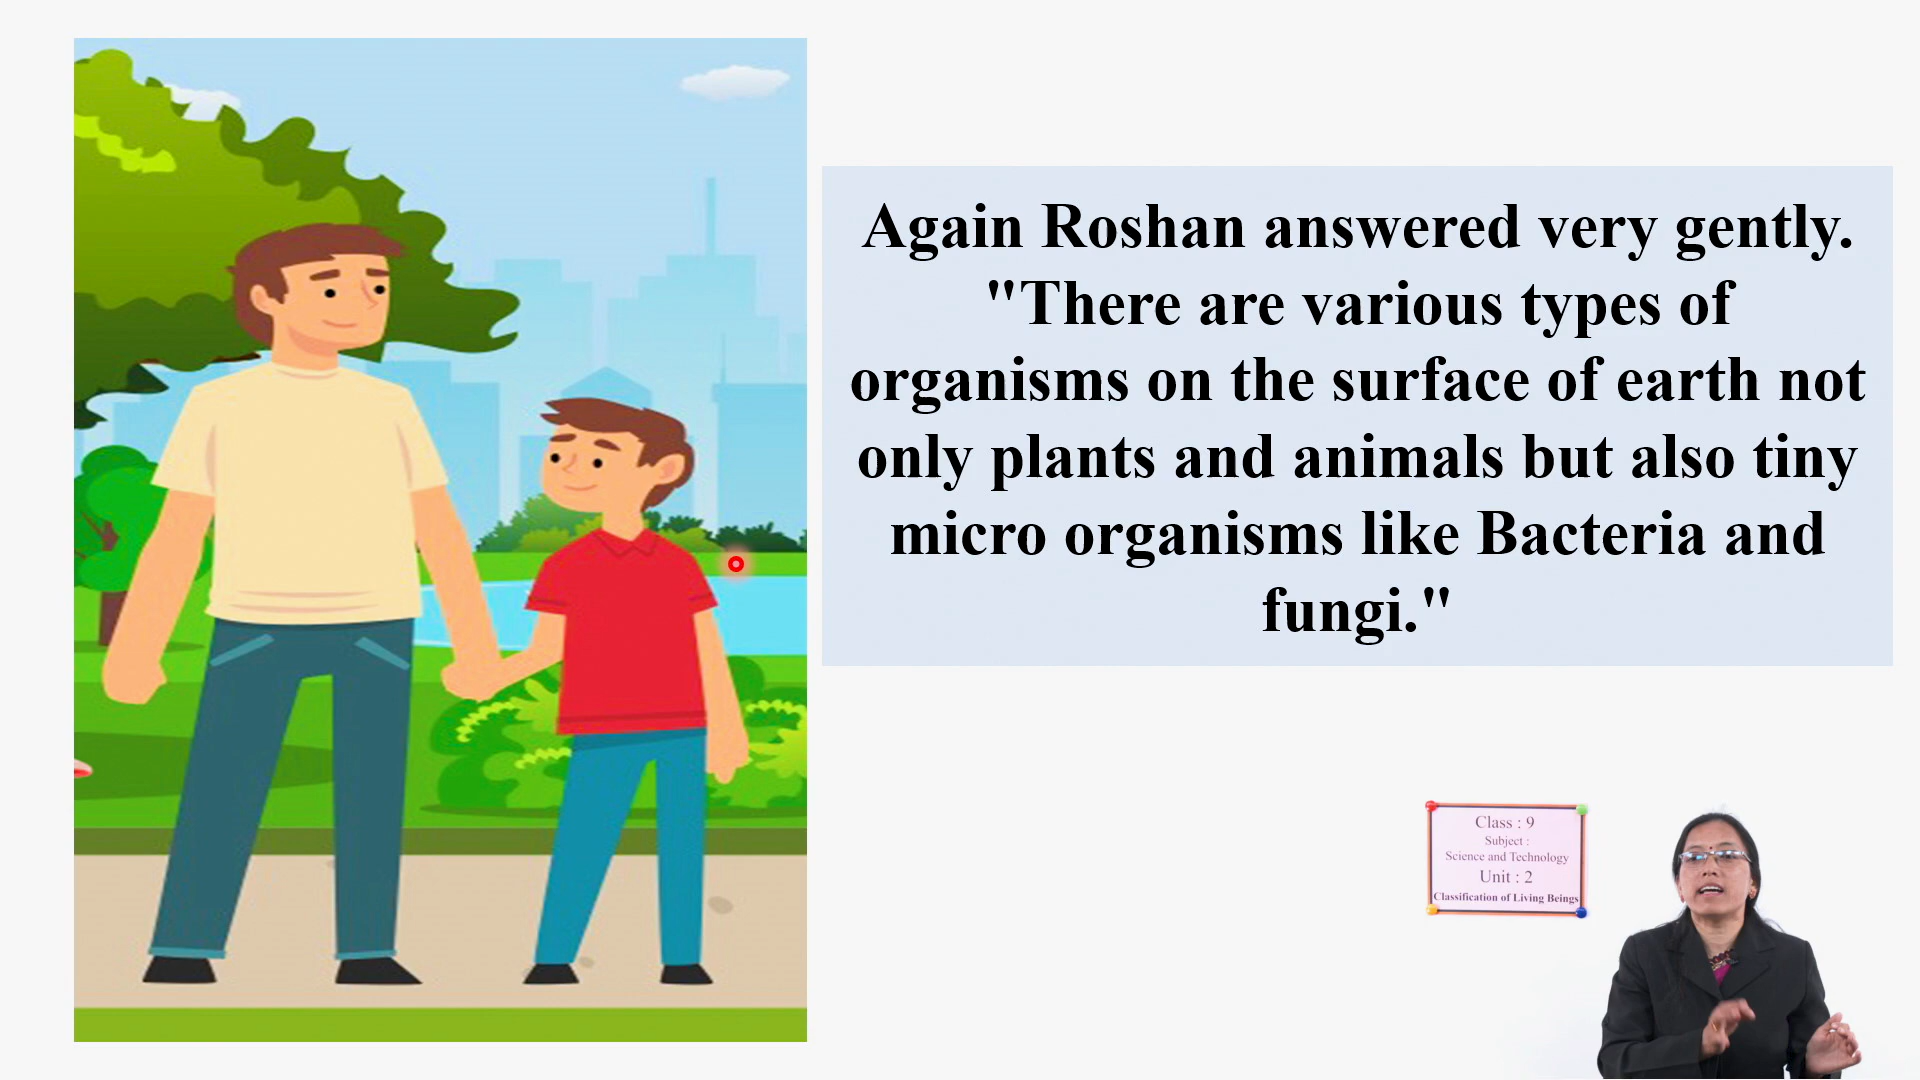 Again Roshan answered very gently.
"There are various types of
organisms on the surface of earth not
only plants and animals but also tiny
micro organisms like Bacteria and
fungi."
Class : 9
Subject :
Science and Technology
Unit : 2
Classification of Living Beings